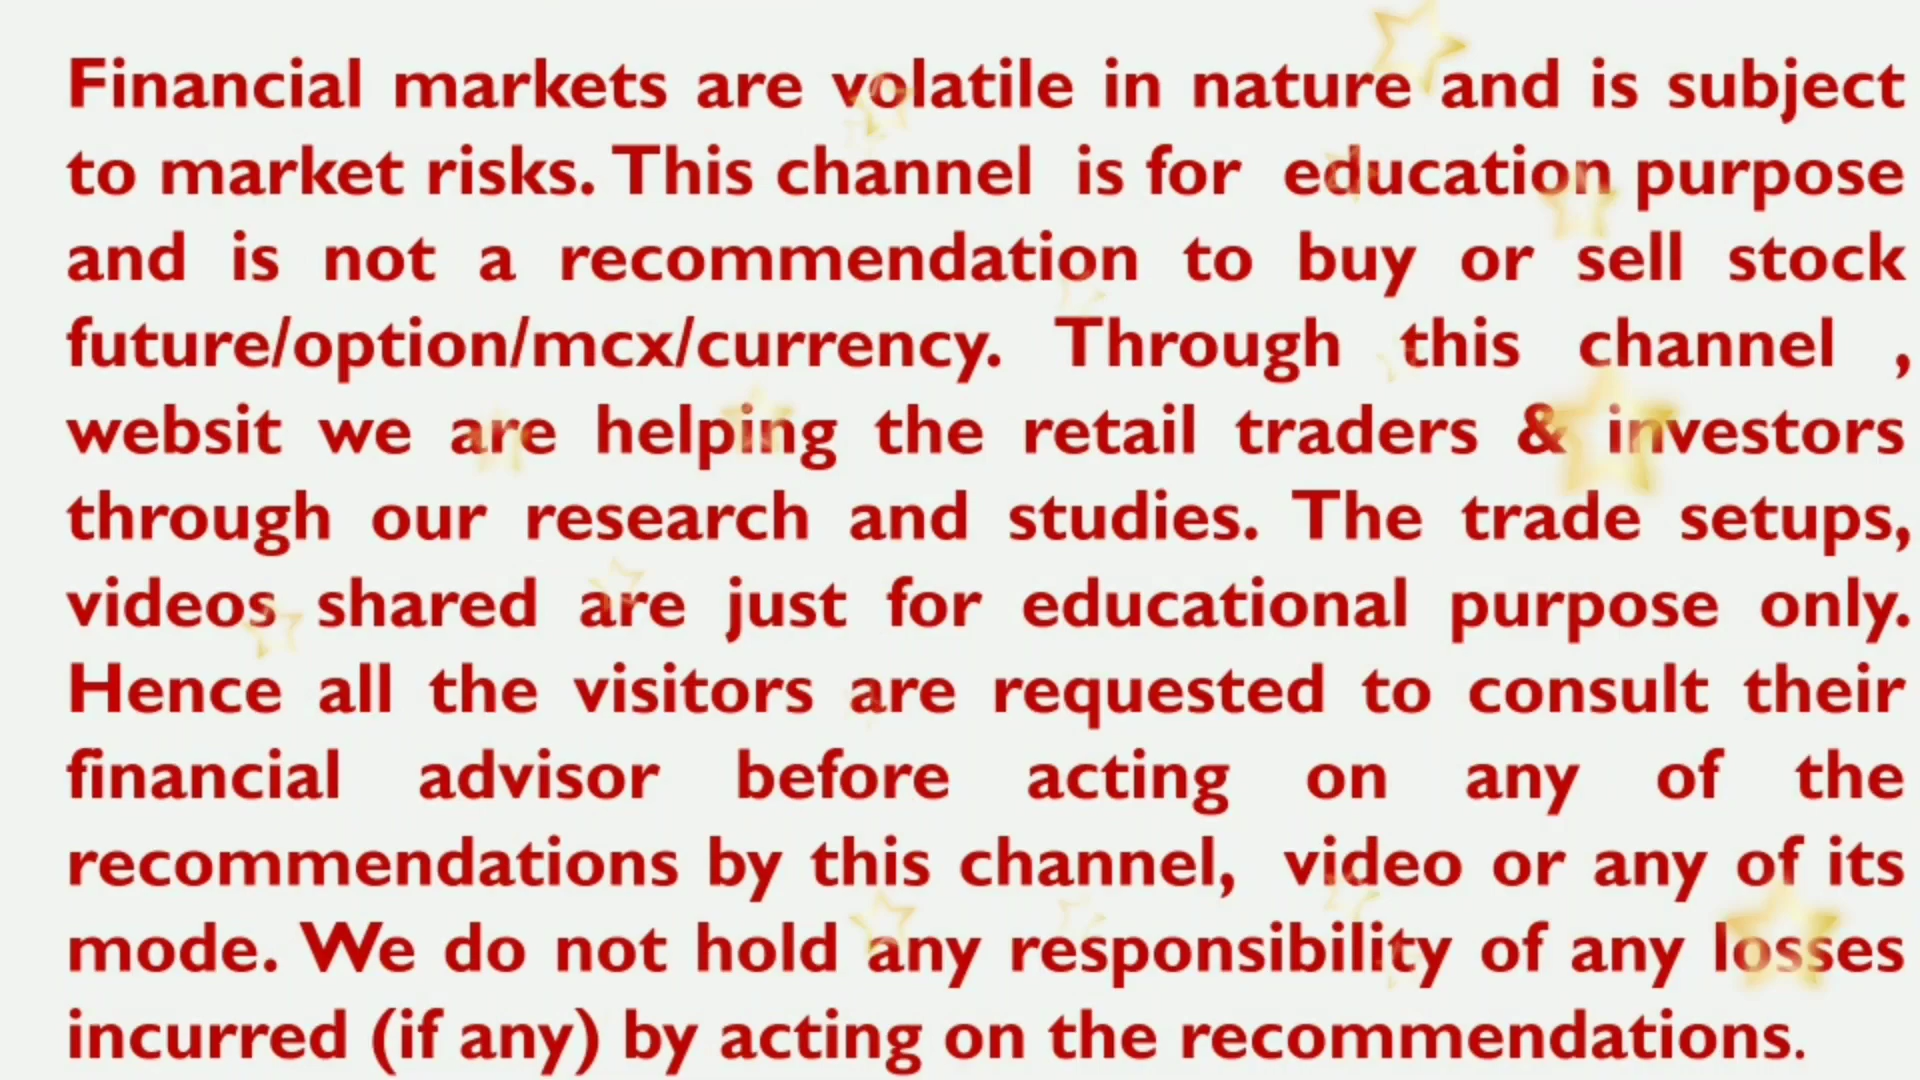 Financial markets are volatile in nature and is subject
to market risks. This channel is for education purpose
and is not a recommendation to buy or sell stock
future/option/mcx/currency. Through this channel ,
websit we are helping the retail traders & investors
through our research and studies. The trade setups,
videos shared are just for educational purpose only.
Hence all the visitors are requested to consult their
financial advisor before acting on any of the
recommendations by this channel, video or any of its
mode. We do not hold any responsibility of any losses
incurred (if any) by acting on the recommendations.